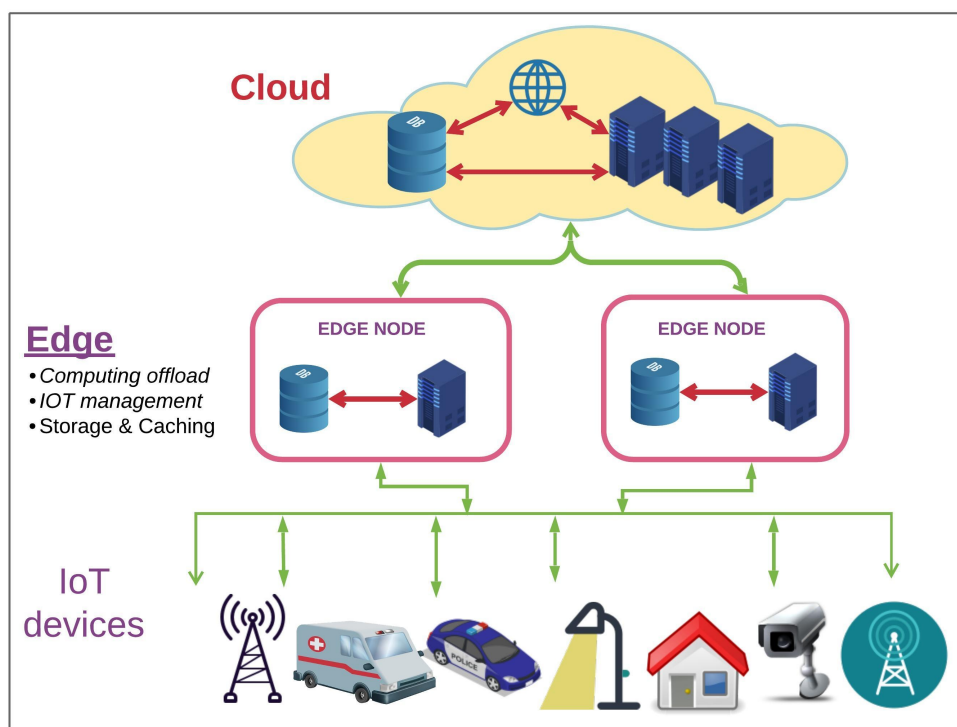 Cloud
DB
EDGE NODE
EDGE NODE
Edge
• Computing offload
• IOT management
• Storage & Caching
DB
DB
IoT
devices
POLICE